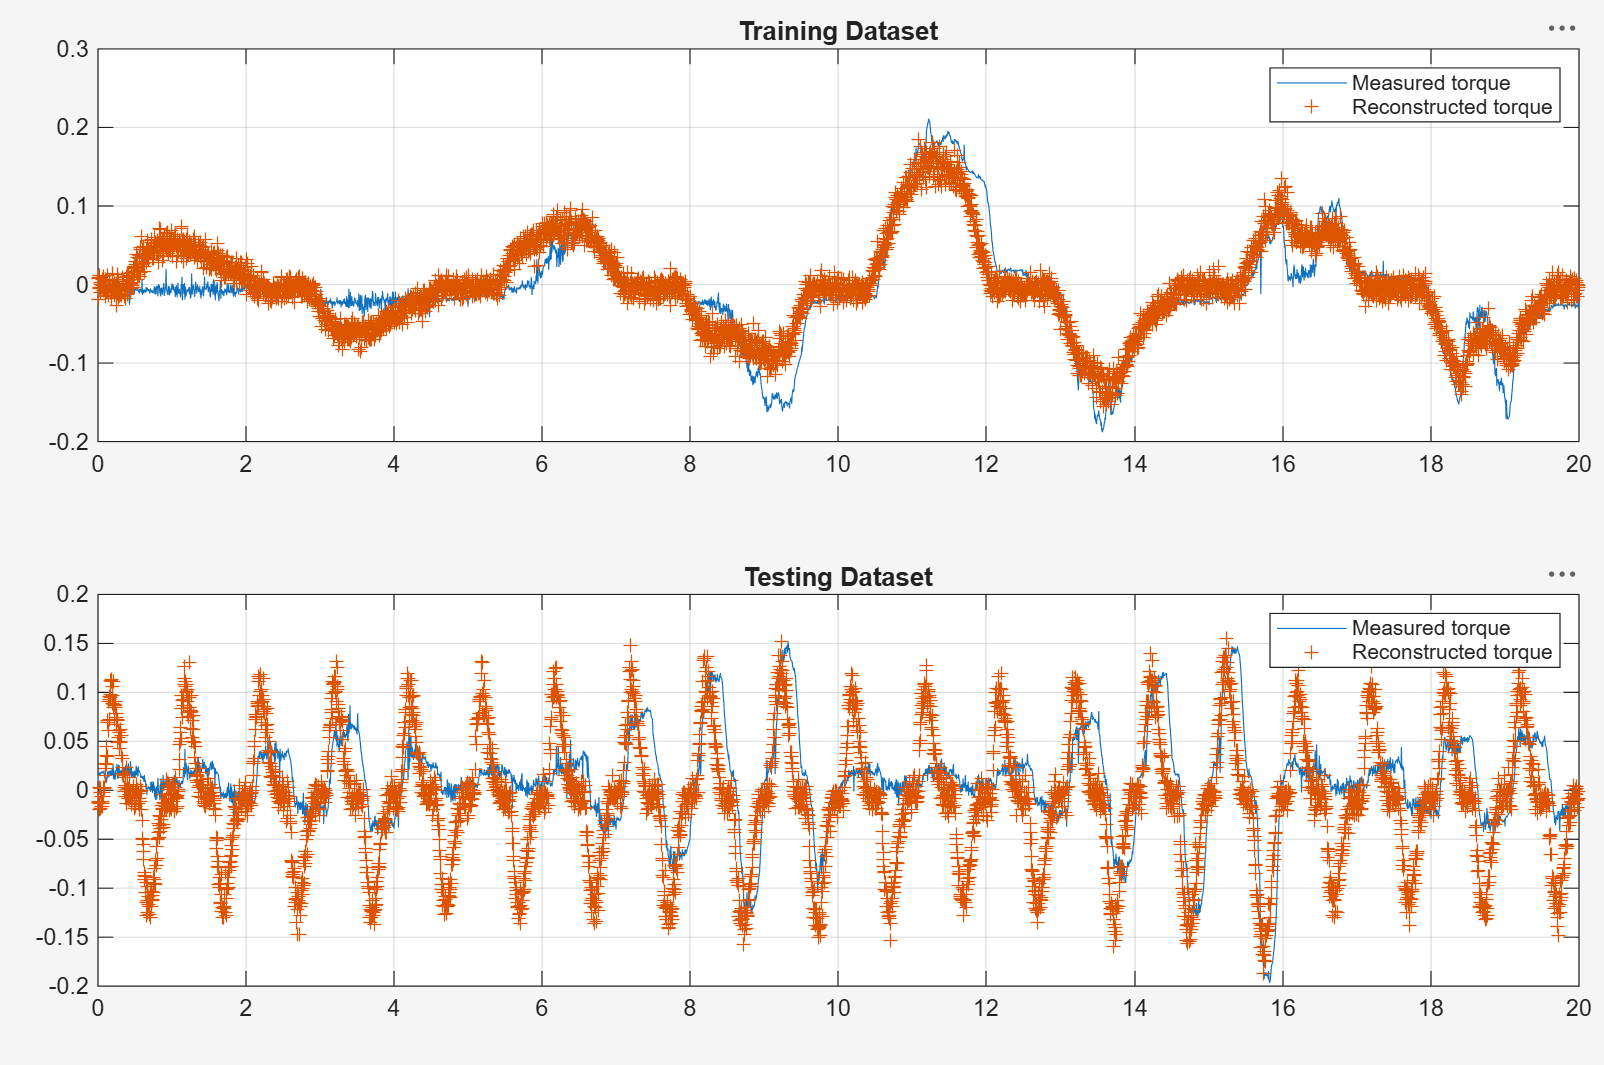 Training Dataset
0.3
0.2
0.1
0
-0.1
-0.2
Measured torque
Reconstructed torque
0 2 4 6 8 10 12 14 16 18 20
Testing Dataset
0.2
0.15
0.1
0.05
0
-0.05
-0.1
-0.15
-0.2
Measured torque
Reconstructed torque
0 2 4 6 8 10 12 14 16 18 20